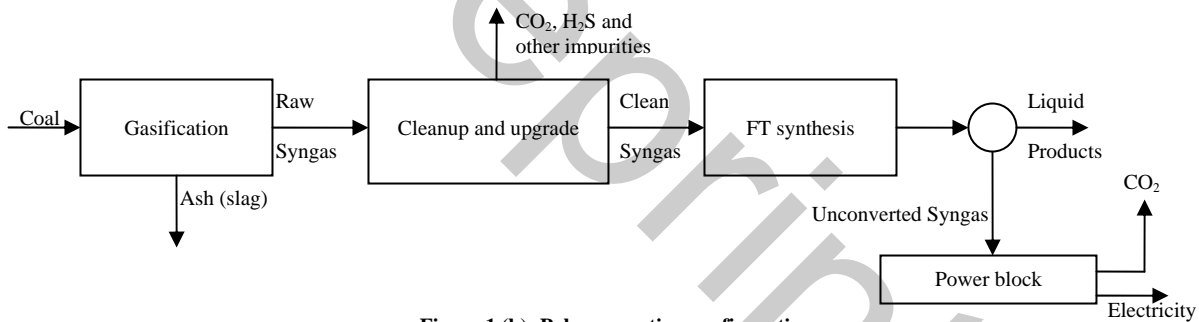 CO₂, H₂S and
other impurities
Coal
Gasification
Raw
Syngas
Cleanup and upgrade
Clean
Syngas
FT synthesis
Liquid
Products
Ash (slag)
Unconverted Syngas
CO₂
Power block
Electricity